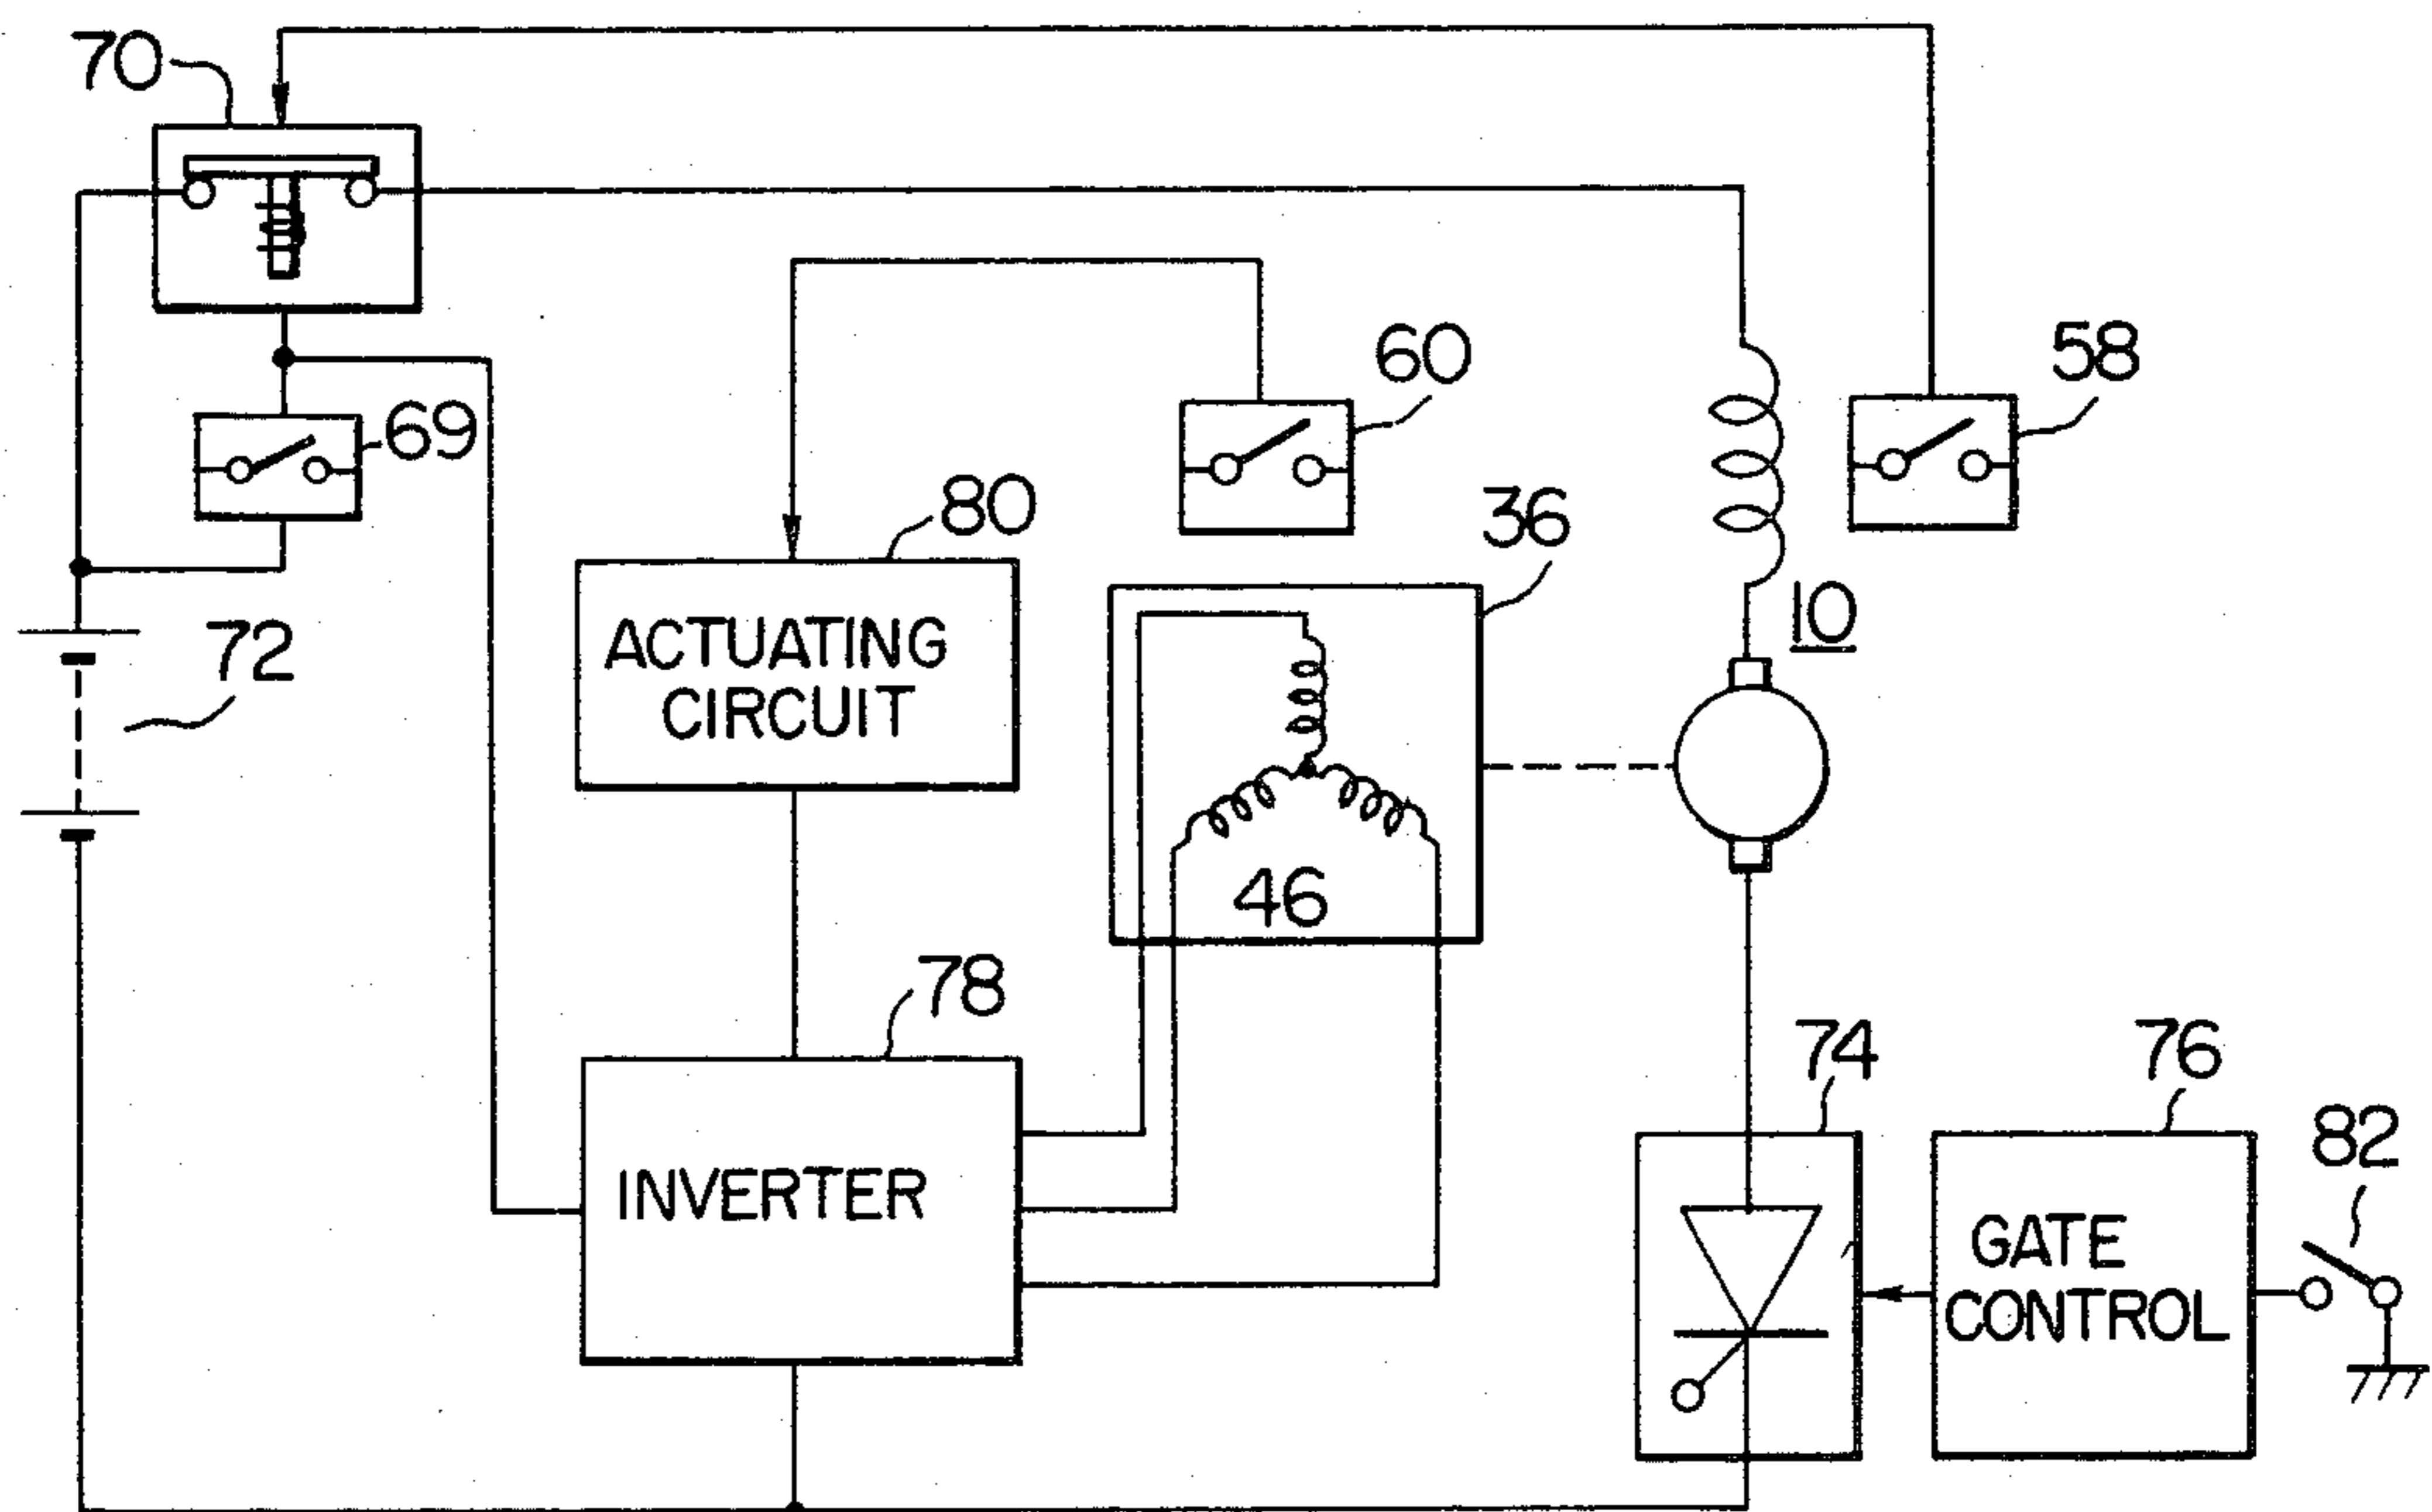 70
60
58
69
80
36
10
72
ACTUATING
CIRCUIT
46
78
74
76
82
INVERTER
GATE
CONTROL